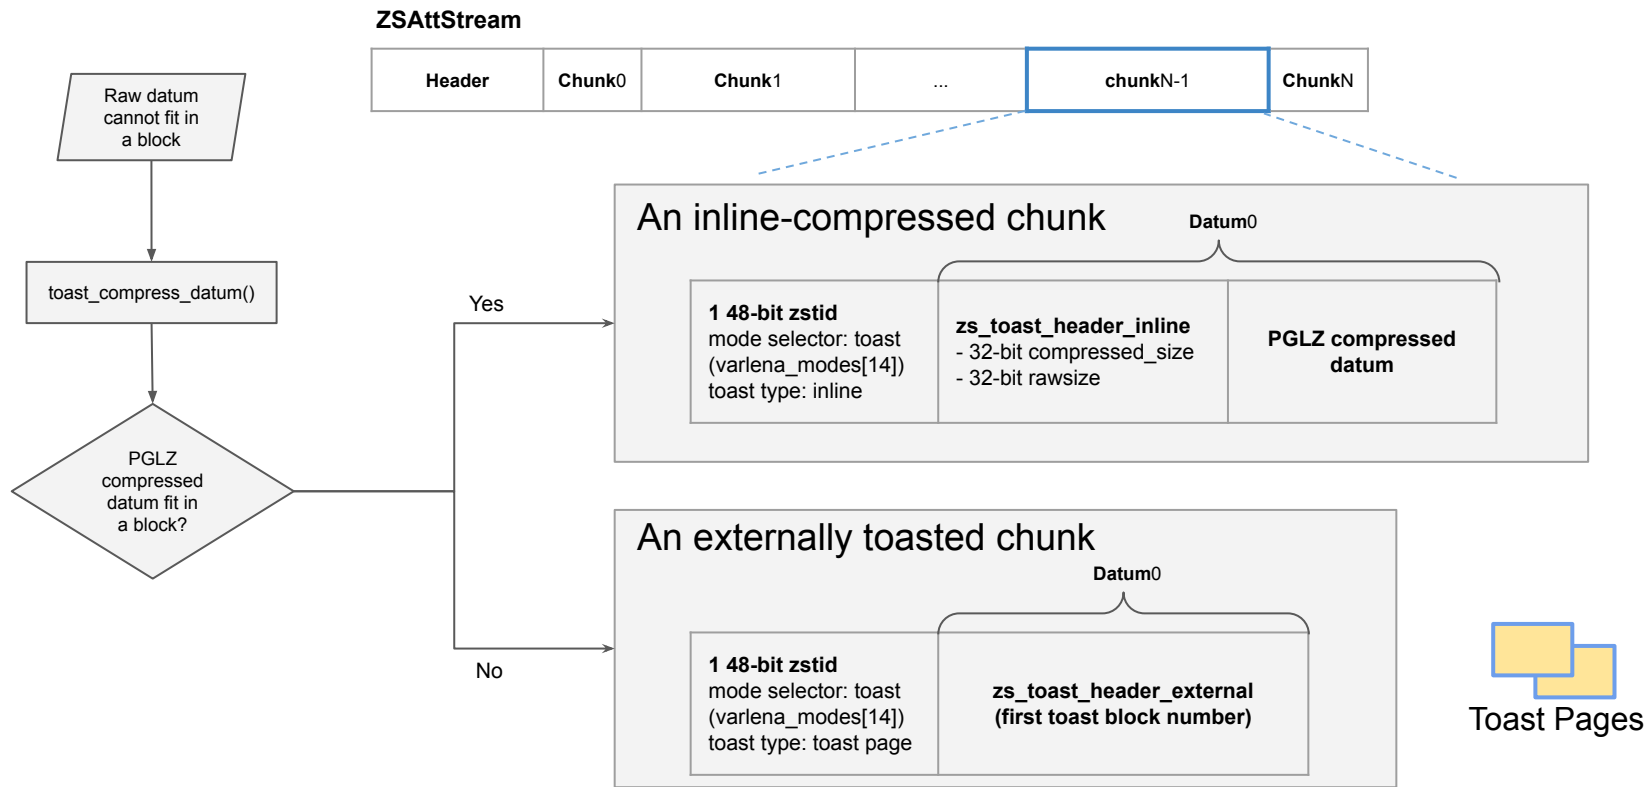 ZSAttStream
Header
Chunk0
Chunk1
...
chunkN-1
ChunkN
Raw datum
cannot fit in
a block
toast_compress_datum()
PGLZ
compressed
datum fit in
a block?
Yes
An inline-compressed chunk
Datum0
1 48-bit zstid
mode selector: toast
(varlena_modes[14])
toast type: inline
zs_toast_header_inline
- 32-bit compressed_size
- 32-bit rawsize
PGLZ compressed
datum
No
An externally toasted chunk
Datum0
1 48-bit zstid
mode selector: toast
(varlena_modes[14])
toast type: toast page
zs_toast_header_external
(first toast block number)
Toast Pages